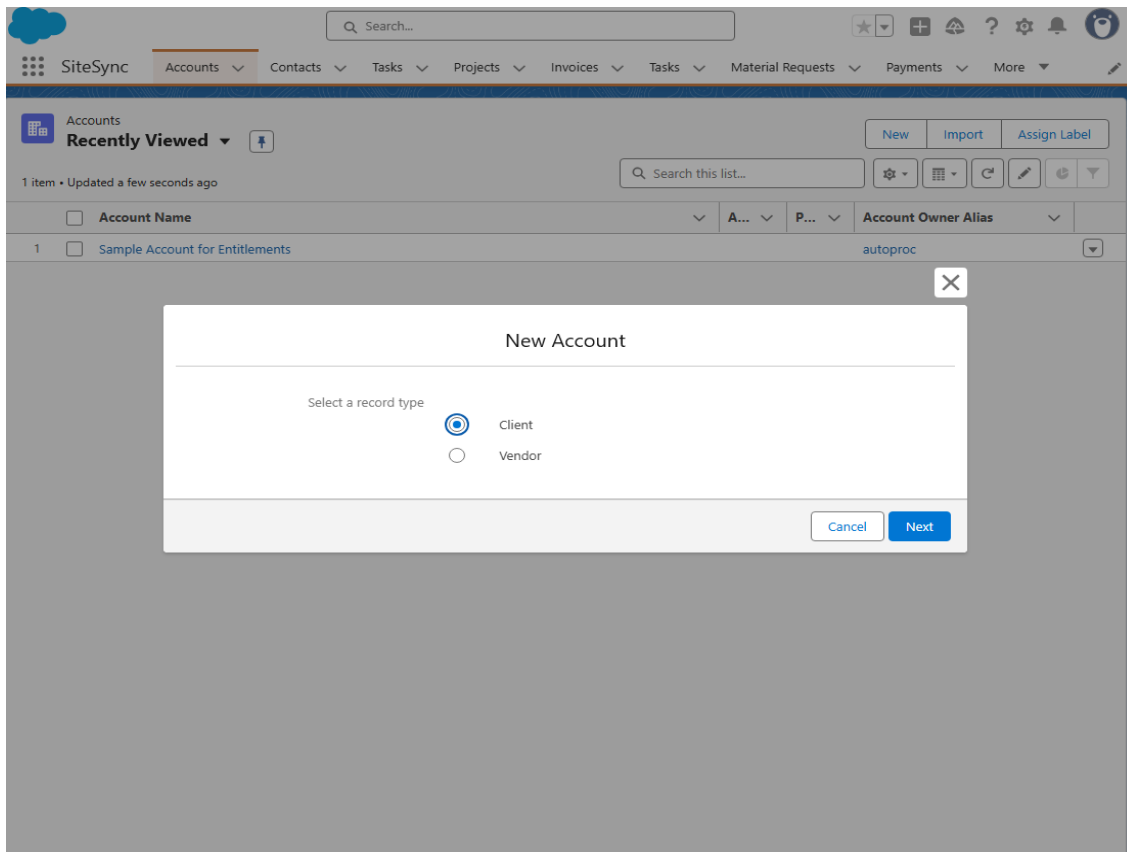 Search...
SiteSync Accounts Contacts Tasks Projects Invoices Tasks Material Requests Payments More
Accounts
Recently Viewed
New Import Assign Label
1 item • Updated a few seconds ago
Search this list...
Account Name A... P... Account Owner Alias
1 Sample Account for Entitlements autoproc
New Account
Select a record type
Client
Vendor
Cancel Next